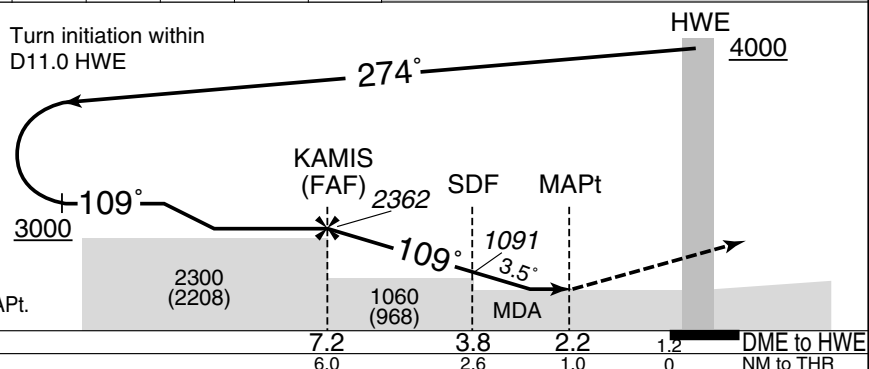 HWE
Turn initiation within
D11.0 HWE
4000
274°
KAMIS
(FAF)
SDF
MAPt
2362
109°
3000
109°
1091
3.5°
2300
(2208)
1060
(968)
MDA
APt.
7.2 3.8 2.2 1.2 DME to HWE
6.0 2.6 1.0 0 NM to THR